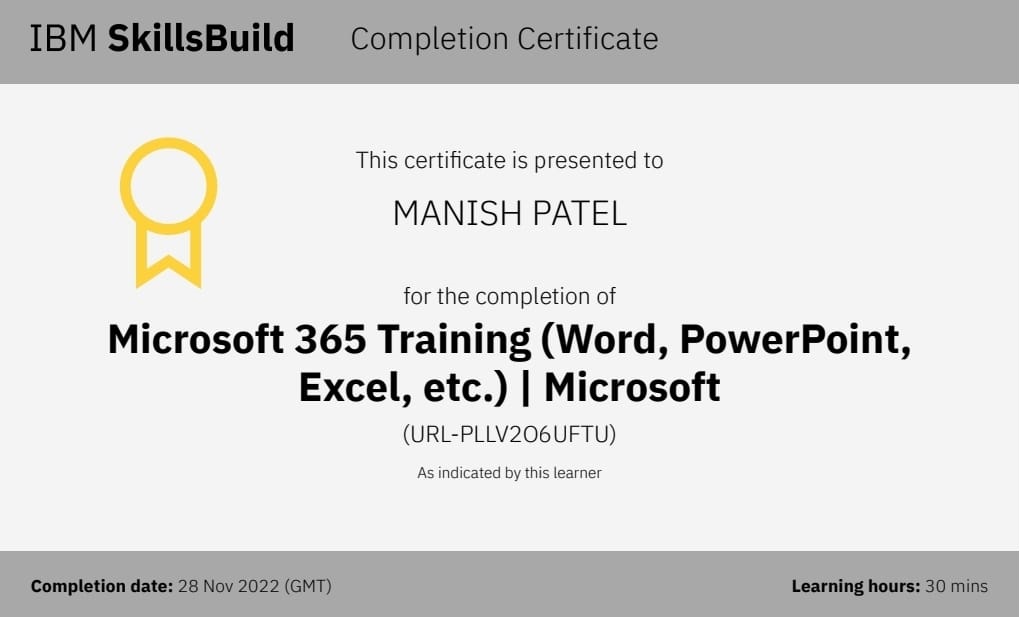 IBM SkillsBuild Completion Certificate
This certificate is presented to
MANISH PATEL
for the completion of
Microsoft 365 Training (Word, PowerPoint,
Excel, etc.) | Microsoft
(URL-PLLV2O6UFTU)
As indicated by this learner
Completion date: 28 Nov 2022 (GMT) Learning hours: 30 mins